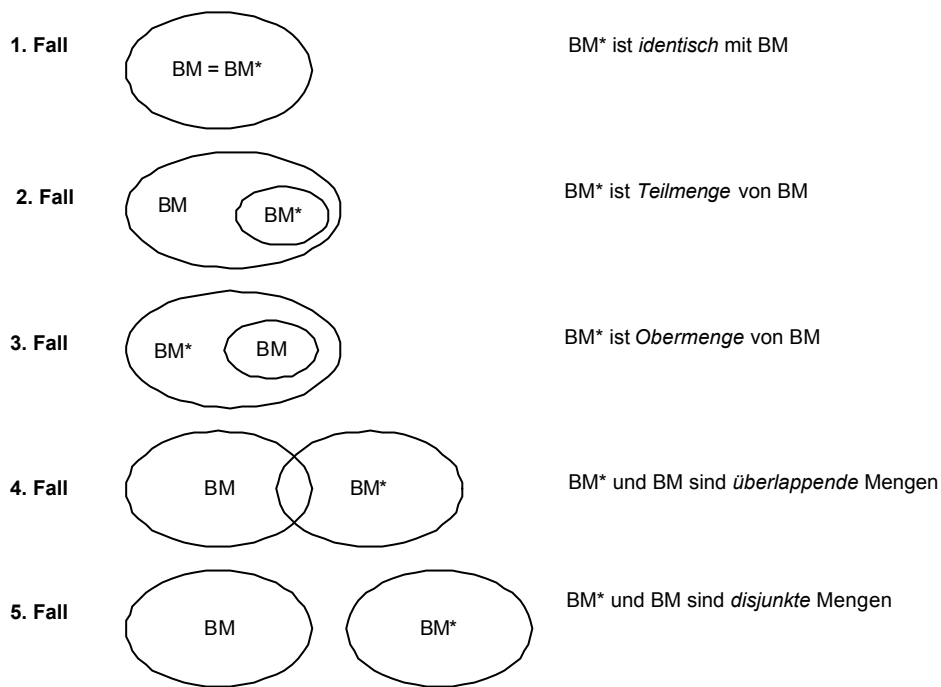 1. Fall BM = BM* BM* ist identisch mit BM
2. Fall BM BM* BM* ist Teilmenge von BM
3. Fall BM* BM BM* ist Obermenge von BM
4. Fall BM BM* BM* und BM sind überlappende Mengen
5. Fall BM BM* BM* und BM sind disjunkte Mengen